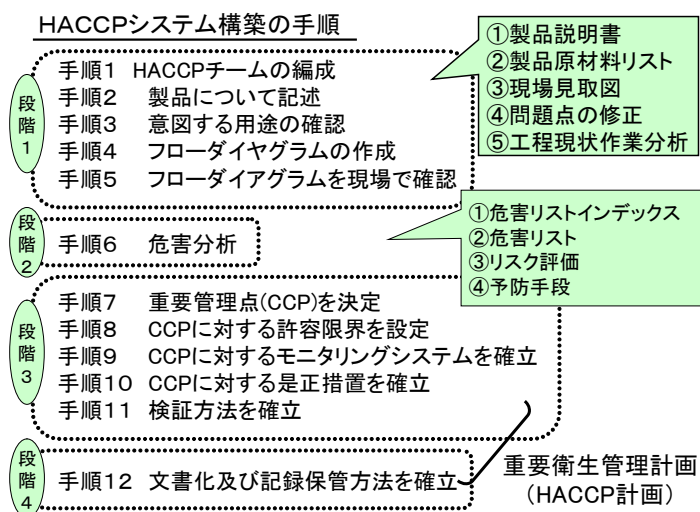 HACCPシステム構築の手順
①製品説明書
②製品原材料リスト
③現場見取図
④問題点の修正
⑤工程現状作業分析
段階1
手順1 HACCPチームの編成
手順2 製品について記述
手順3 意図する用途の確認
手順4 フローダイヤグラムの作成
手順5 フローダイアグラムを現場で確認
①危害リストインデックス
②危害リスト
③リスク評価
④予防手段
段階2
手順6 危害分析
段階3
手順7 重要管理点(CCP)を決定
手順8 CCPに対する許容限界を設定
手順9 CCPに対するモニタリングシステムを確立
手順10 CCPに対する是正措置を確立
手順11 検証方法を確立
段階4
手順12 文書化及び記録保管方法を確立
重要衛生管理計画
(HACCP計画)